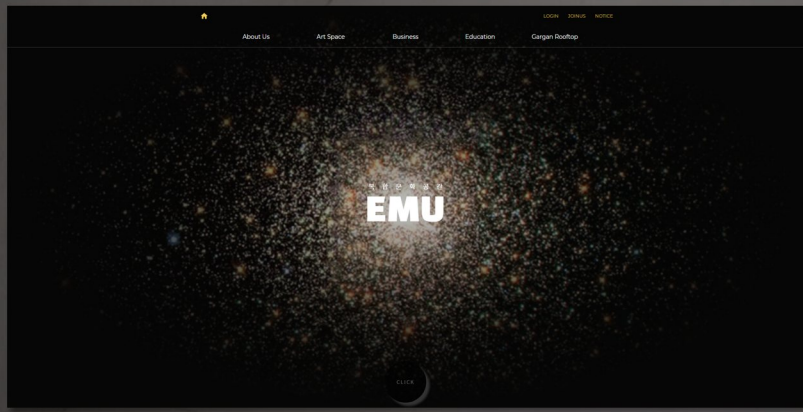 LOGIN JOINUS NOTICE
About Us Art Space Business Education Gargan Rooftop
EMU
CLICK